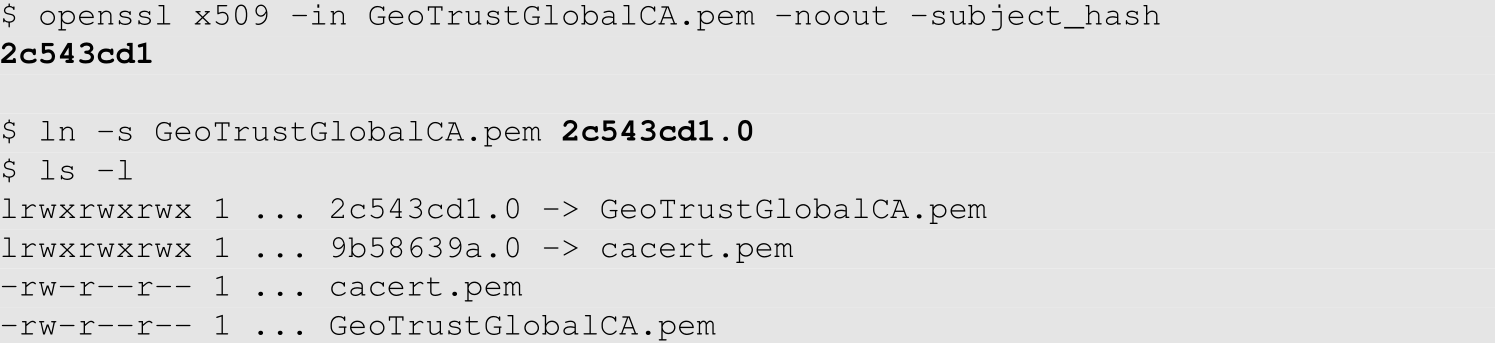 $ openssl x509 -in GeoTrustGlobalCA.pem -noout -subject_hash
2c543cd1
$ ln -s GeoTrustGlobalCA.pem 2c543cd1.0
$ ls -l
lrwxrwxrwx 1 ... 2c543cd1.0 -> GeoTrustGlobalCA.pem
lrwxrwxrwx 1 ... 9b58639a.0 -> cacert.pem
-rw-r--r-- 1 ... cacert.pem
-rw-r--r-- 1 ... GeoTrustGlobalCA.pem